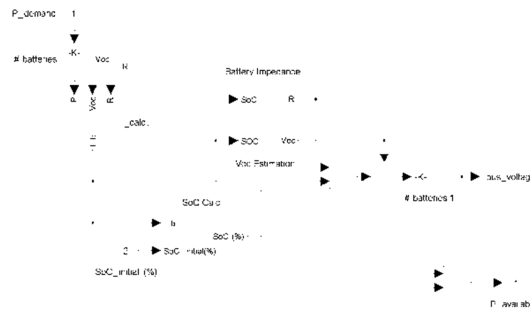 P_demand 1
# batteries
-K-
Voc
R
P
Voc
R
_calc.
Battery Impedance
SoC R
SOC Voc
Voc Estimation
-K-
bus_voltag
# batteries 1
SoC Calc
SoC (%)
2
SoC_initial (%)
P_availab